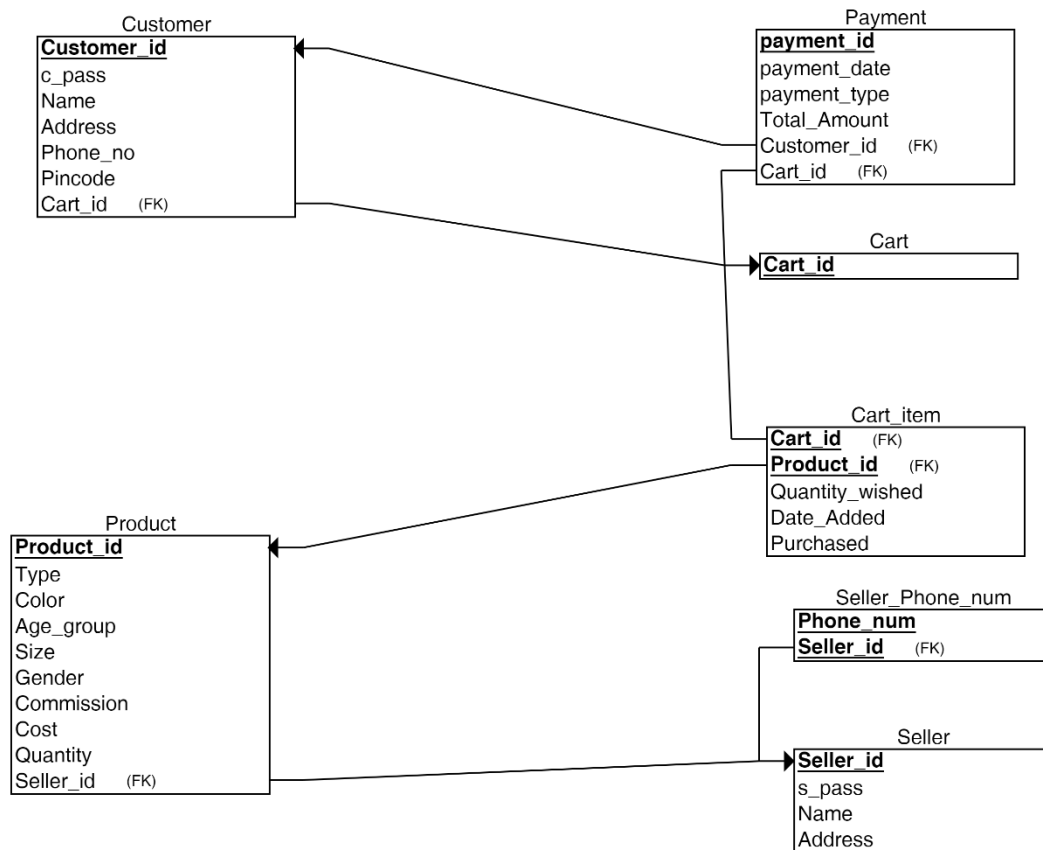 Customer
Customer_id
c_pass
Name
Address
Phone_no
Pincode
Cart_id (FK)
Payment
payment_id
payment_date
payment_type
Total_Amount
Customer_id (FK)
Cart_id (FK)
Cart
Cart_id
Cart_item
Cart_id (FK)
Product_id (FK)
Quantity_wished
Date_Added
Purchased
Product
Product_id
Type
Color
Age_group
Size
Gender
Commission
Cost
Quantity
Seller_id (FK)
Seller_Phone_num
Phone_num
Seller_id (FK)
Seller
Seller_id
s_pass
Name
Address